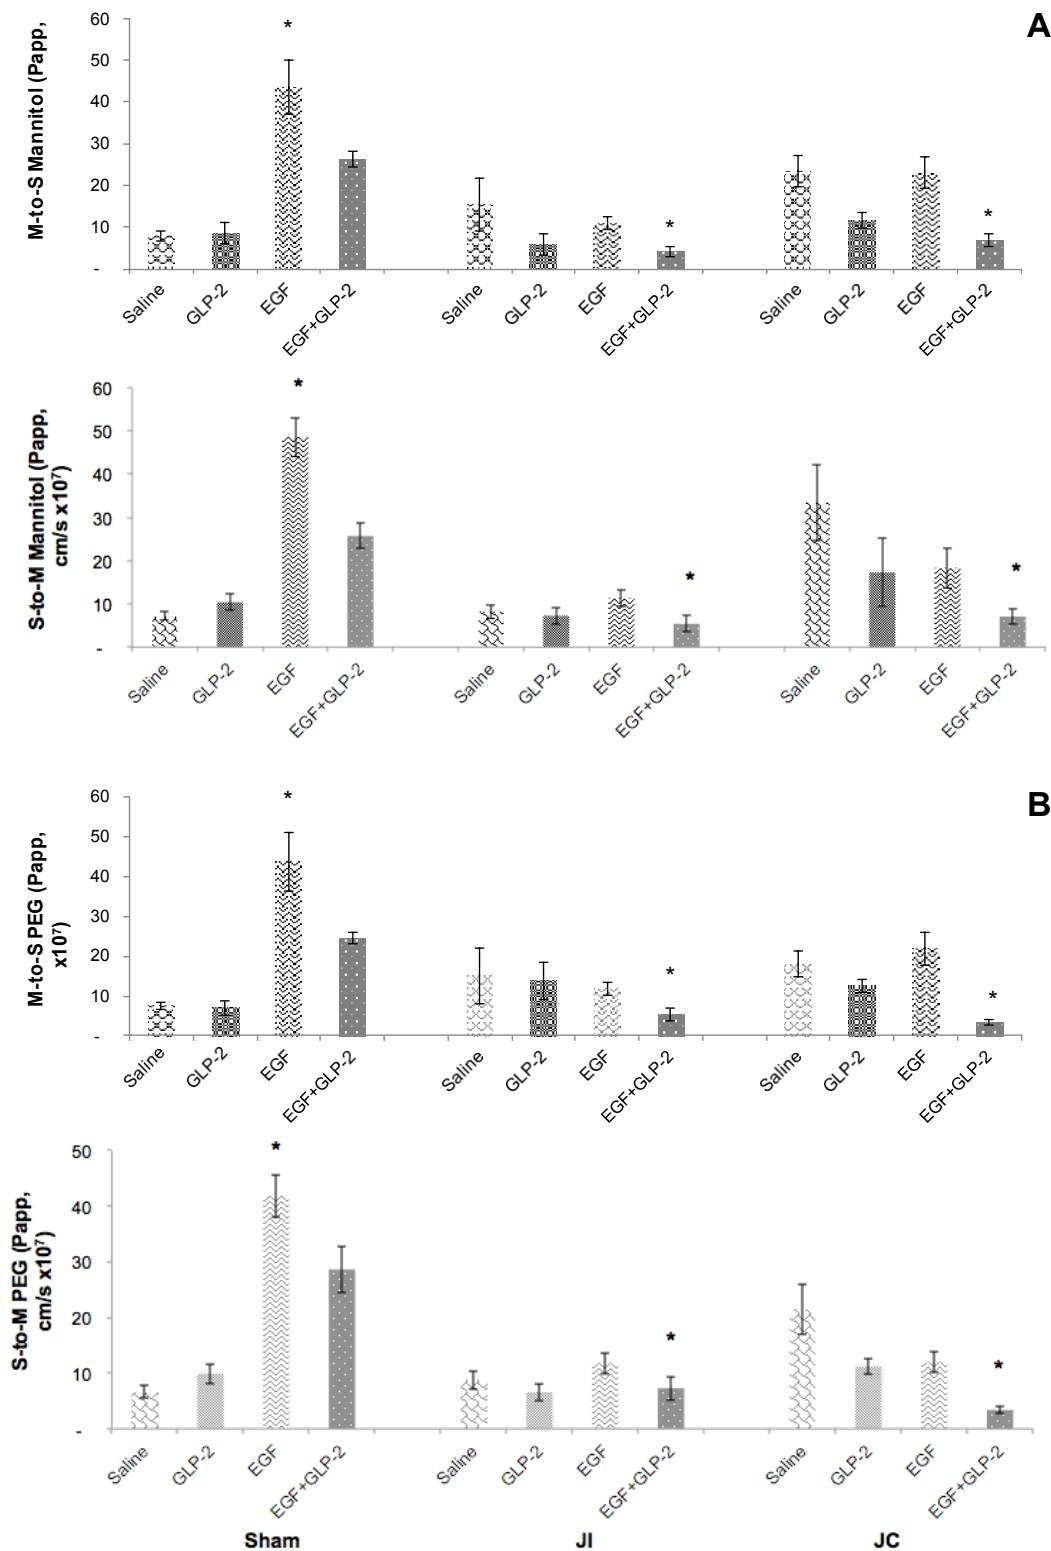 A
M-to-S Mannitol (Papp,
60
50
40
30
20
10
-
*
*
*
Saline
GLP-2
EGF
EGF+GLP-2
Saline
GLP-2
EGF
EGF+GLP-2
Saline
GLP-2
EGF
EGF+GLP-2
S-to-M Mannitol (Papp,
cm/s x10⁷)
60
50
40
30
20
10
-
*
*
*
Saline
GLP-2
EGF
EGF+GLP-2
Saline
GLP-2
EGF
EGF+GLP-2
Saline
GLP-2
EGF
EGF+GLP-2
B
M-to-S PEG (Papp,
x10⁷)
60
50
40
30
20
10
-
*
*
*
Saline
GLP-2
EGF
EGF+GLP-2
Saline
GLP-2
EGF
EGF+GLP-2
Saline
GLP-2
EGF
EGF+GLP-2
S-to-M PEG (Papp,
cm/s x10⁷)
50
40
30
20
10
-
*
*
*
Saline
GLP-2
EGF
EGF+GLP-2
Saline
GLP-2
EGF
EGF+GLP-2
Saline
GLP-2
EGF
EGF+GLP-2
Sham
JI
JC